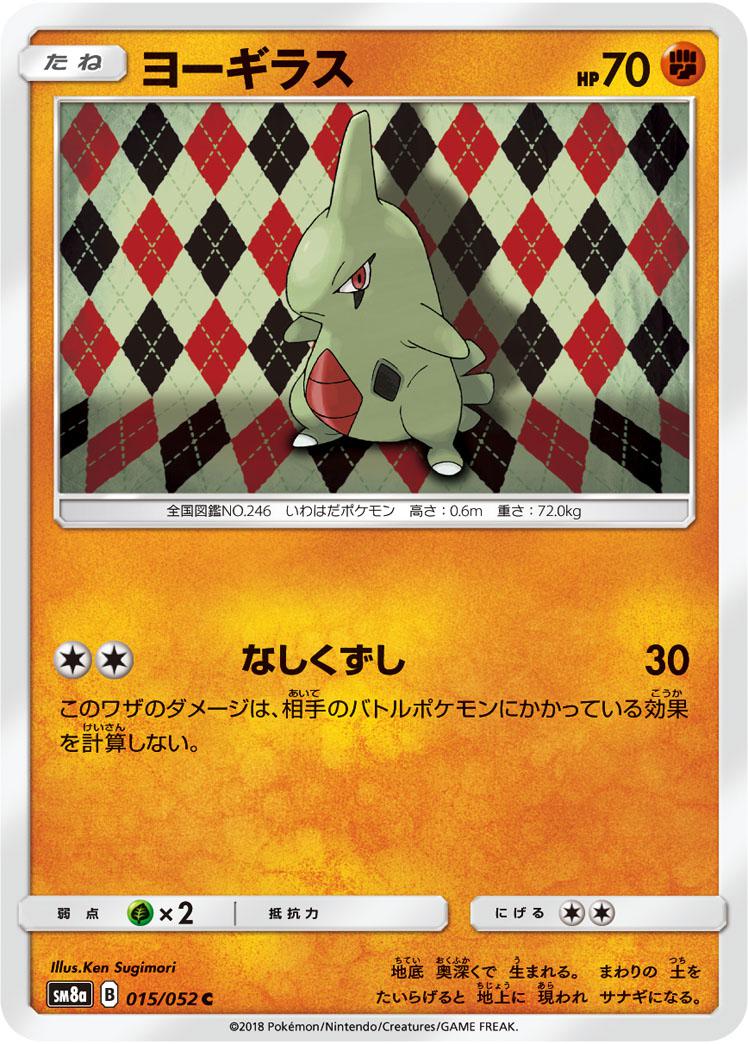 たね ヨーギラス HP 70
全国図鑑NO.246 いわはだポケモン 高さ：0.6m 重さ：72.0kg
なしくずし 30
このワザのダメージは、相手のバトルポケモンにかかっている効果
を計算しない。
弱点 ×2 抵抗力 にげる
Illus.Ken Sugimori
地底 奥深くで 生まれる。 まわりの 土を
たいらげると 地上に 現われ サナギになる。
SM8a B 015/052 C
©2018 Pokémon/Nintendo/Creatures/GAME FREAK.